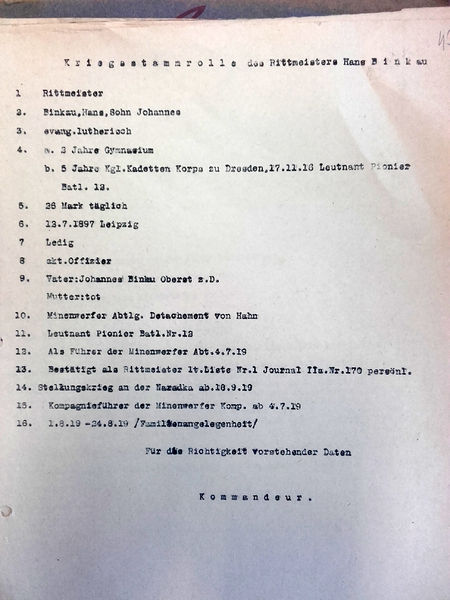 Kriegsstammrolle des Rittmeisters Hans Binkau
1 Rittmeister
2. Binkau,Hans,Sohn Johannes
3. evang.lutherisch
4. a. 2 Jahre Gymnasium
b. 5 Jahre Kgl.Kadetten Korps zu Dresden,17.11.16 Leutnant Pionier
Batl. 12.
5. 26 Mark täglich
6. 12.7.1897 Leipzig
7 Ledig
8 akt.Offizier
9. Vater:Johannes Binkau Oberst z.D.
Mutter:tot
10. Minenwerfer Abtlg. Detachement von Hahn
11. Leutnant Pionier Batl.Nr.12
12. Als Führer der Minenwerfer Abt.4.7.19
13. Bestätigt als Rittmeister lt.Liste Nr.1 Journal IIa.Nr.170 persönl.
14. Stellungskrieg an der Naradka ab.18.9.19
15. Kompagnieführer der Minenwerfer Komp. ab 4.7.19
16. 1.8.19 -24.8.19 /Familienangelegenheit/
Für die Richtigkeit vorstehender Daten
Kommandeur.